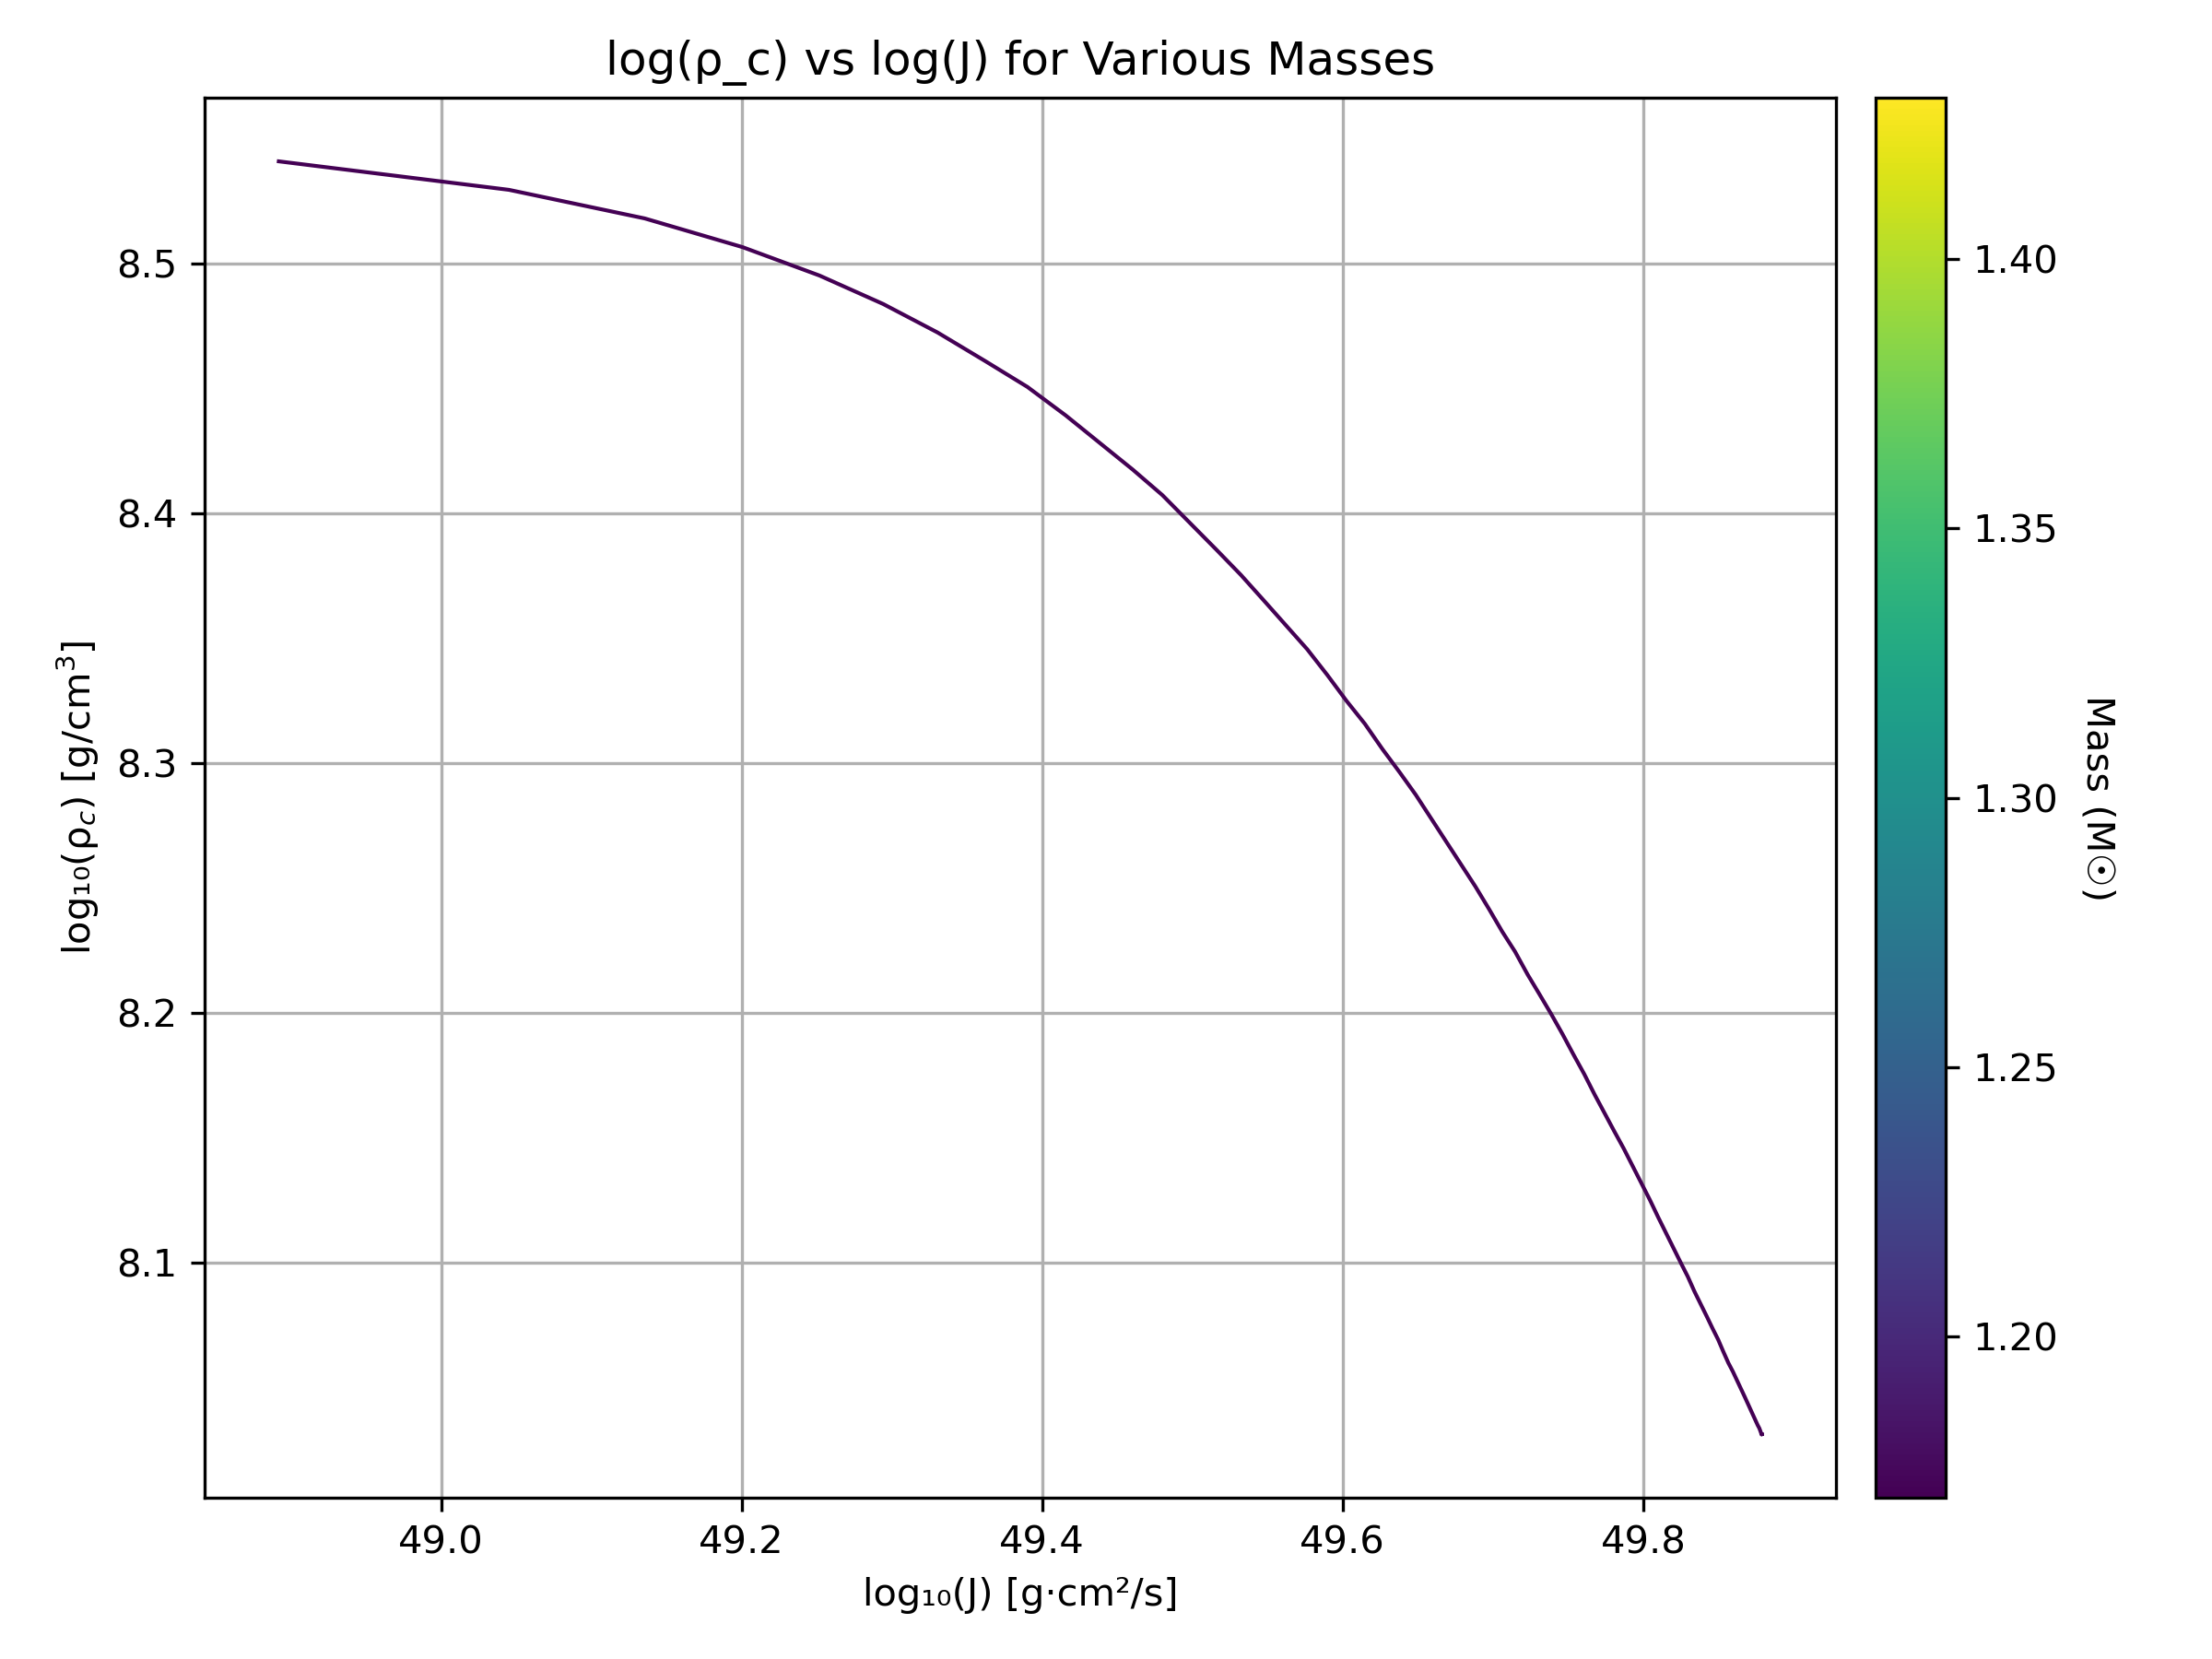 log(ρ_c) vs log(J) for Various Masses
log₁₀(ρ_c) [g/cm³]
8.5
8.4
8.3
8.2
8.1
49.0 49.2 49.4 49.6 49.8
log₁₀(J) [g·cm²/s]
1.40
1.35
1.30
1.25
1.20
Mass (M☉)